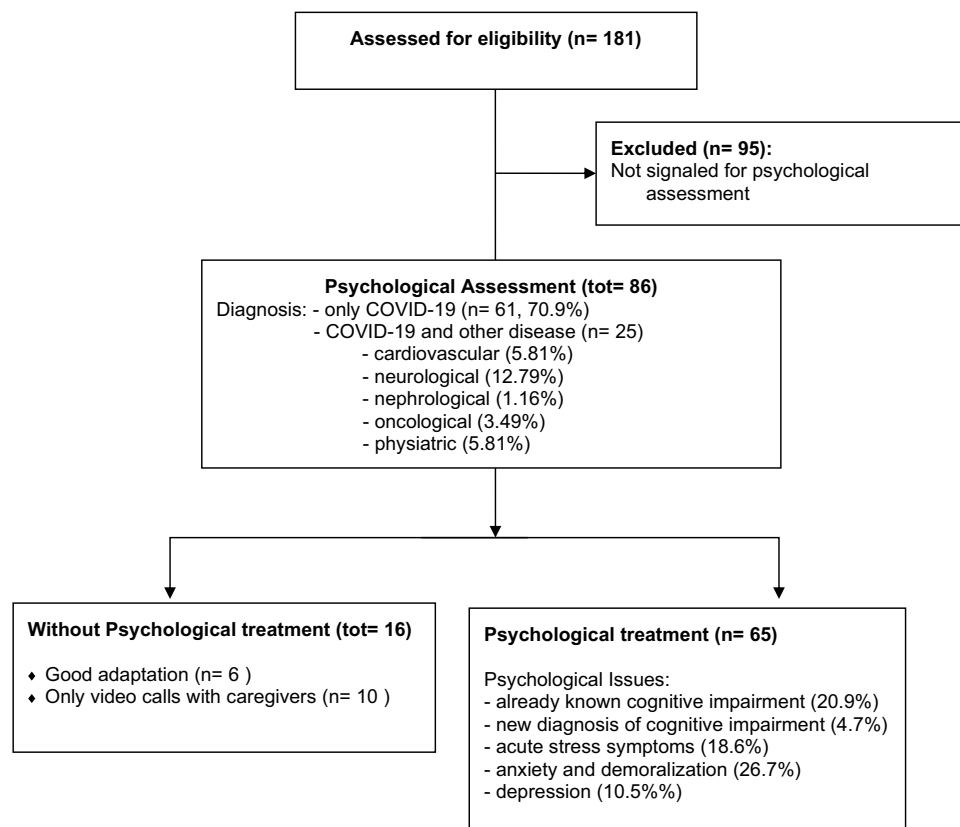 Assessed for eligibility (n= 181)
Excluded (n= 95):
Not signaled for psychological
assessment
Psychological Assessment (tot= 86)
Diagnosis: - only COVID-19 (n= 61, 70.9%)
- COVID-19 and other disease (n= 25)
- cardiovascular (5.81%)
- neurological (12.79%)
- nephrological (1.16%)
- oncological (3.49%)
- physiatric (5.81%)
Without Psychological treatment (tot= 16)
♦ Good adaptation (n= 6 )
♦ Only video calls with caregivers (n= 10 )
Psychological treatment (n= 65)
Psychological Issues:
- already known cognitive impairment (20.9%)
- new diagnosis of cognitive impairment (4.7%)
- acute stress symptoms (18.6%)
- anxiety and demoralization (26.7%)
- depression (10.5%%)